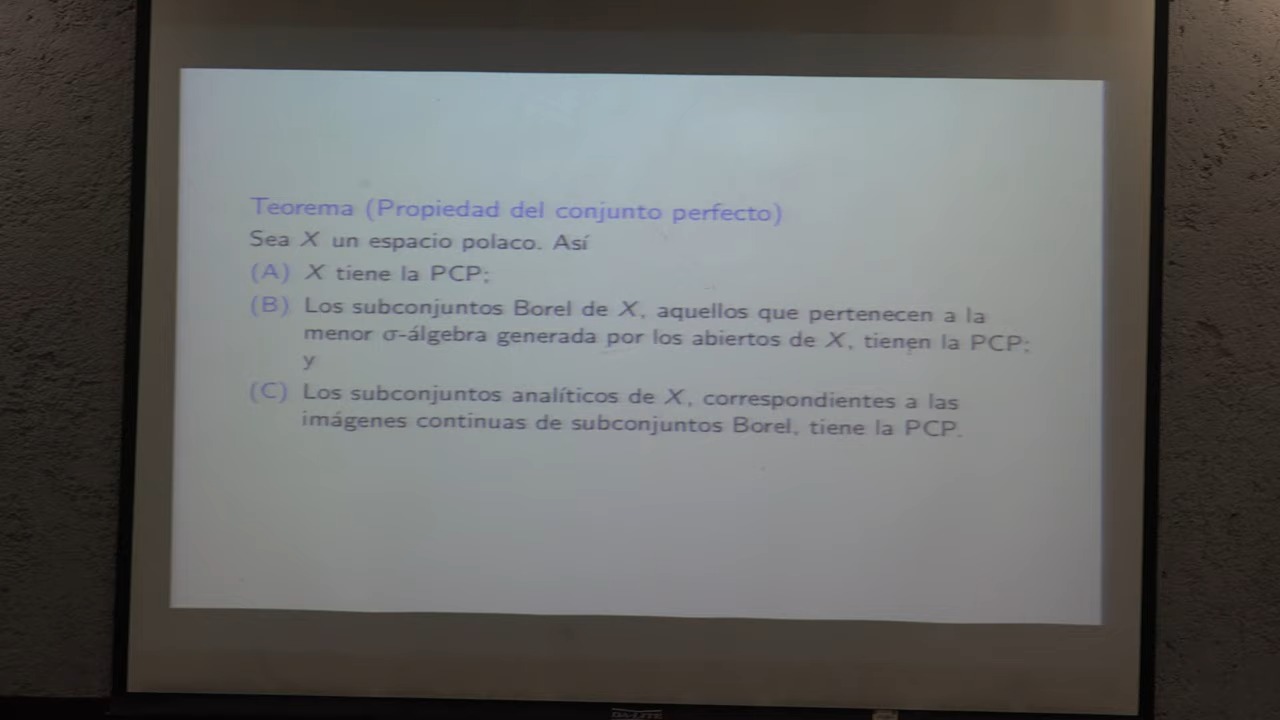 Teorema (Propiedad del conjunto perfecto)
Sea X un espacio polaco. Así
(A) X tiene la PCP;
(B) Los subconjuntos Borel de X, aquellos que pertenecen a la
menor σ-álgebra generada por los abiertos de X, tienen la PCP;
y
(C) Los subconjuntos analíticos de X, correspondientes a las
imágenes continuas de subconjuntos Borel, tiene la PCP.
DA-LITE